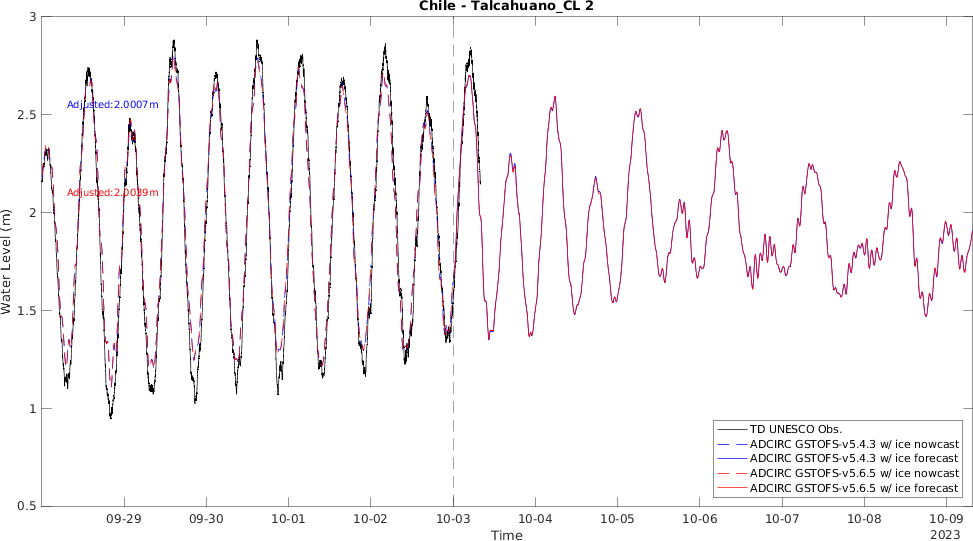 Chile - Talcahuano_CL 2
3
2.5
2
1.5
1
0.5
Water Level (m)
Adjusted:2.0007m
Adjusted:2.0039m
TD UNESCO Obs.
ADCIRC GSTOFS-v5.4.3 w/ ice nowcast
ADCIRC GSTOFS-v5.4.3 w/ ice forecast
ADCIRC GSTOFS-v5.6.5 w/ ice nowcast
ADCIRC GSTOFS-v5.6.5 w/ ice forecast
09-29 09-30 10-01 10-02 10-03 10-04 10-05 10-06 10-07 10-08 10-09
Time
2023